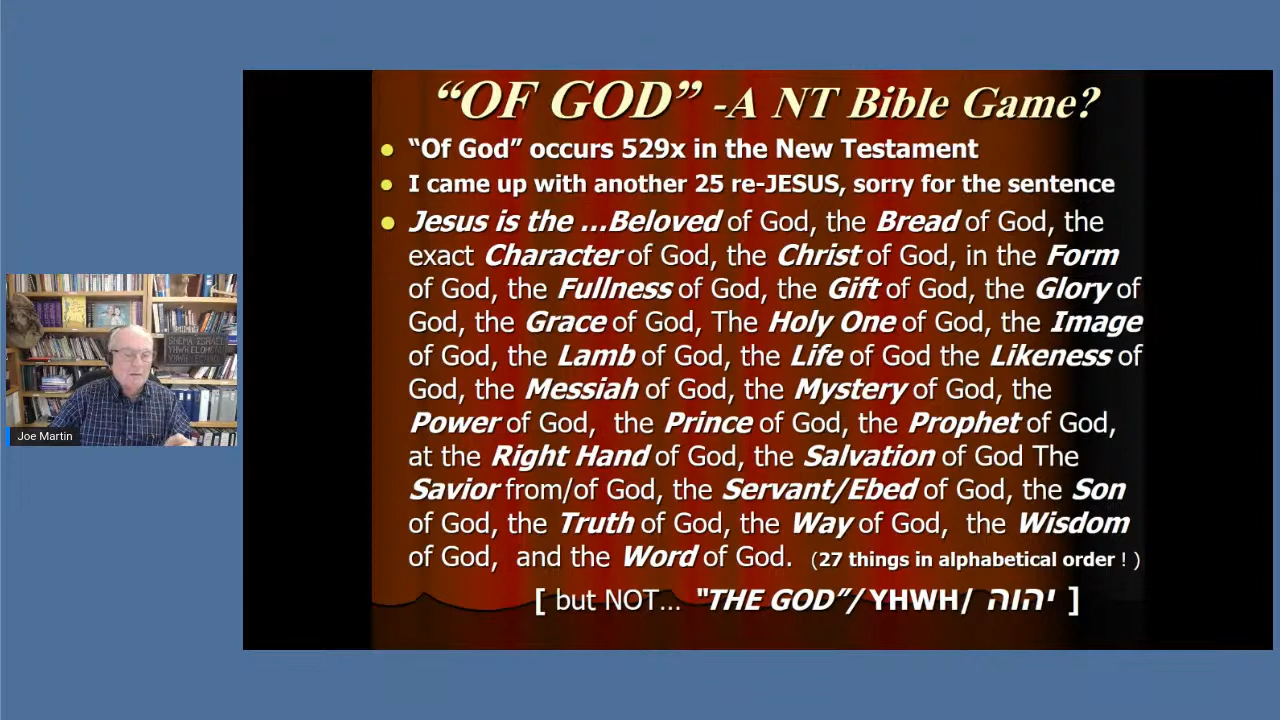 “OF GOD” -A NT Bible Game?
“Of God” occurs 529x in the New Testament
I came up with another 25 re-JESUS, sorry for the sentence
Jesus is the ...Beloved of God, the Bread of God, the
exact Character of God, the Christ of God, in the Form
of God, the Fullness of God, the Gift of God, the Glory of
God, the Grace of God, The Holy One of God, the Image
of God, the Lamb of God, the Life of God the Likeness of
God, the Messiah of God, the Mystery of God, the
Power of God,  the Prince of God, the Prophet of God,
at the Right Hand of God, the Salvation of God The
Savior from/of God, the Servant/Ebed of God, the Son
of God, the Truth of God, the Way of God,  the Wisdom
of God,  and the Word of God.  (27 things in alphabetical order ! )
[ but NOT... "THE GOD”/ YHWH/ יהוה ]
SHEMA ISRAEL
Joe Martin